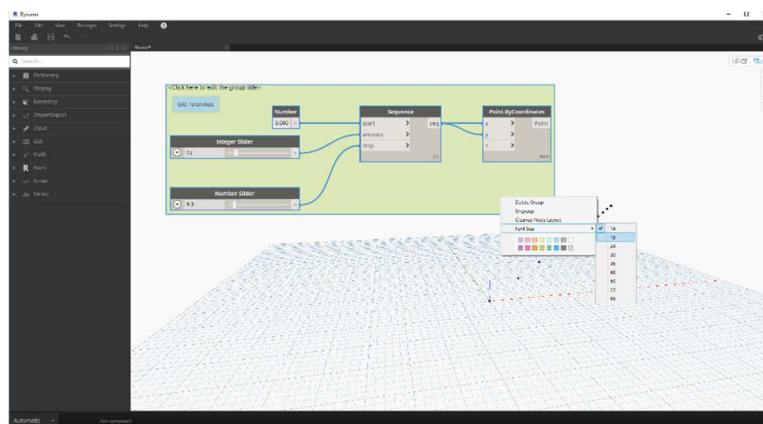 Dynamo
File Edit View Packages Settings Help
Library
Home*
Search...
Dictionary
Display
Geometry
ImportExport
Input
List
Math
Revit
Script
String
<Click here to edit the group title>
Grid Parameters
Number
0.000
Integer Slider
12
Number Slider
Sequence
start
amount
step
seq
Point.ByCoordinates
x
y
z
Point
Delete Group
Ungroup
Cleanup Node Layout
Font Size
14
18
24
30
36
48
60
72
96
Automatic
Run completed.